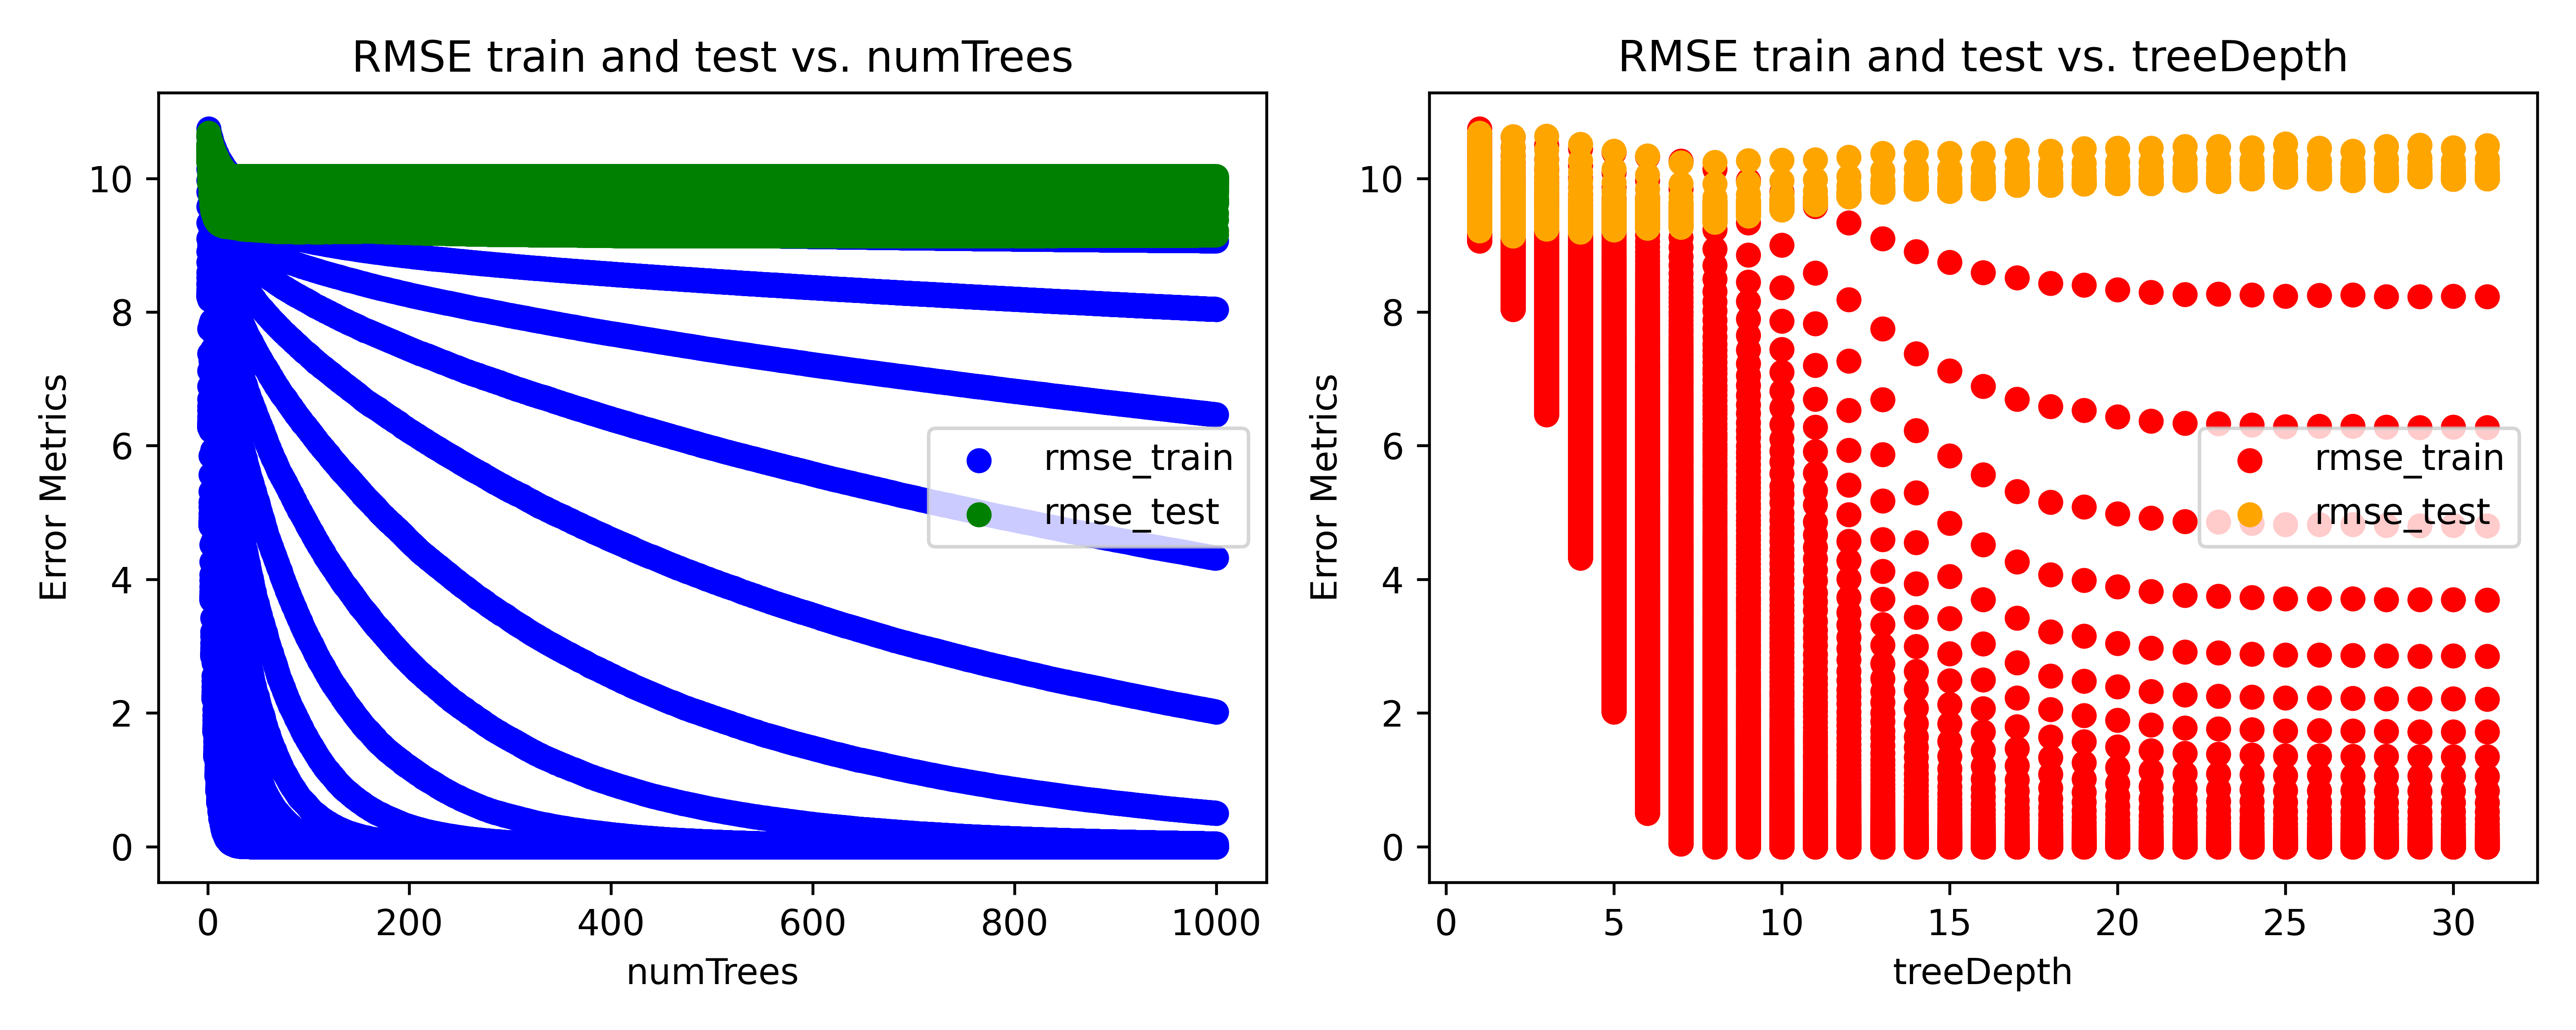 RMSE train and test vs. numTrees
Error Metrics
10
8
6
4
2
0
rmse_train
rmse_test
0 200 400 600 800 1000
numTrees
RMSE train and test vs. treeDepth
Error Metrics
10
8
6
4
2
0
rmse_train
rmse_test
0 5 10 15 20 25 30
treeDepth